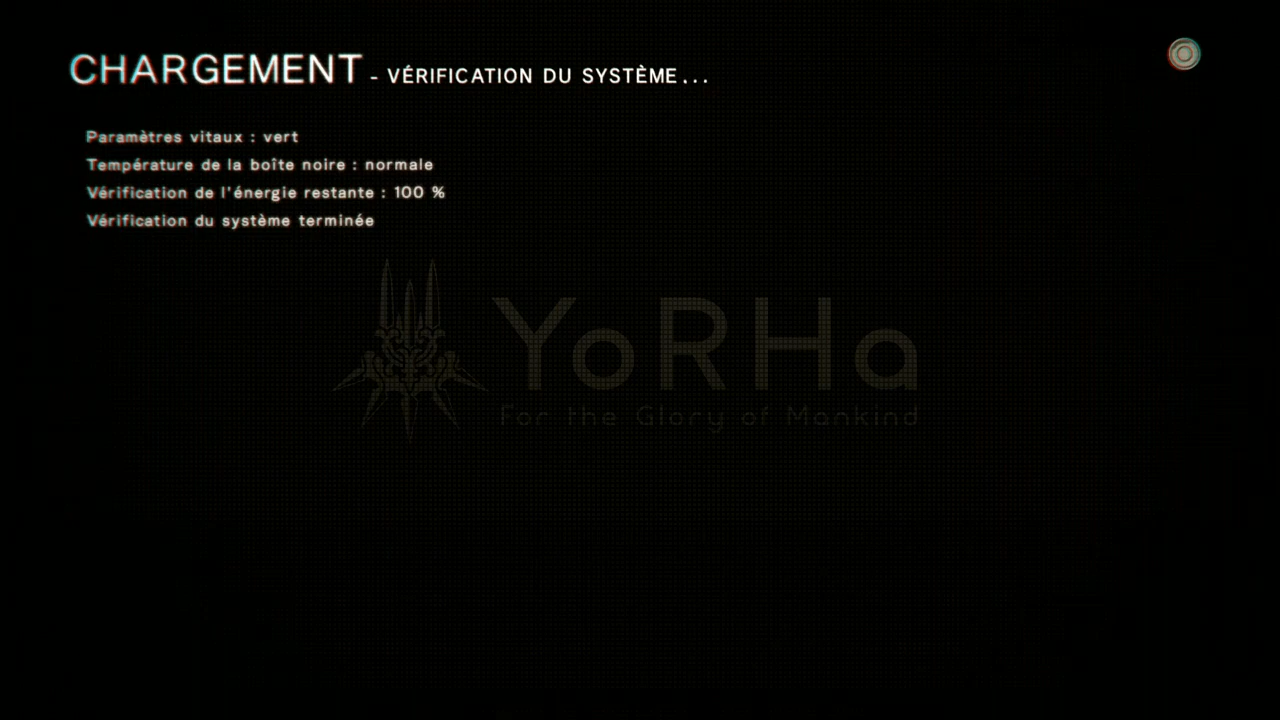 CHARGEMENT - VÉRIFICATION DU SYSTÈME...
Paramètres vitaux : vert
Température de la boîte noire : normale
Vérification de l'énergie restante : 100 %
Vérification du système terminée
YoRHa
For the Glory of Mankind